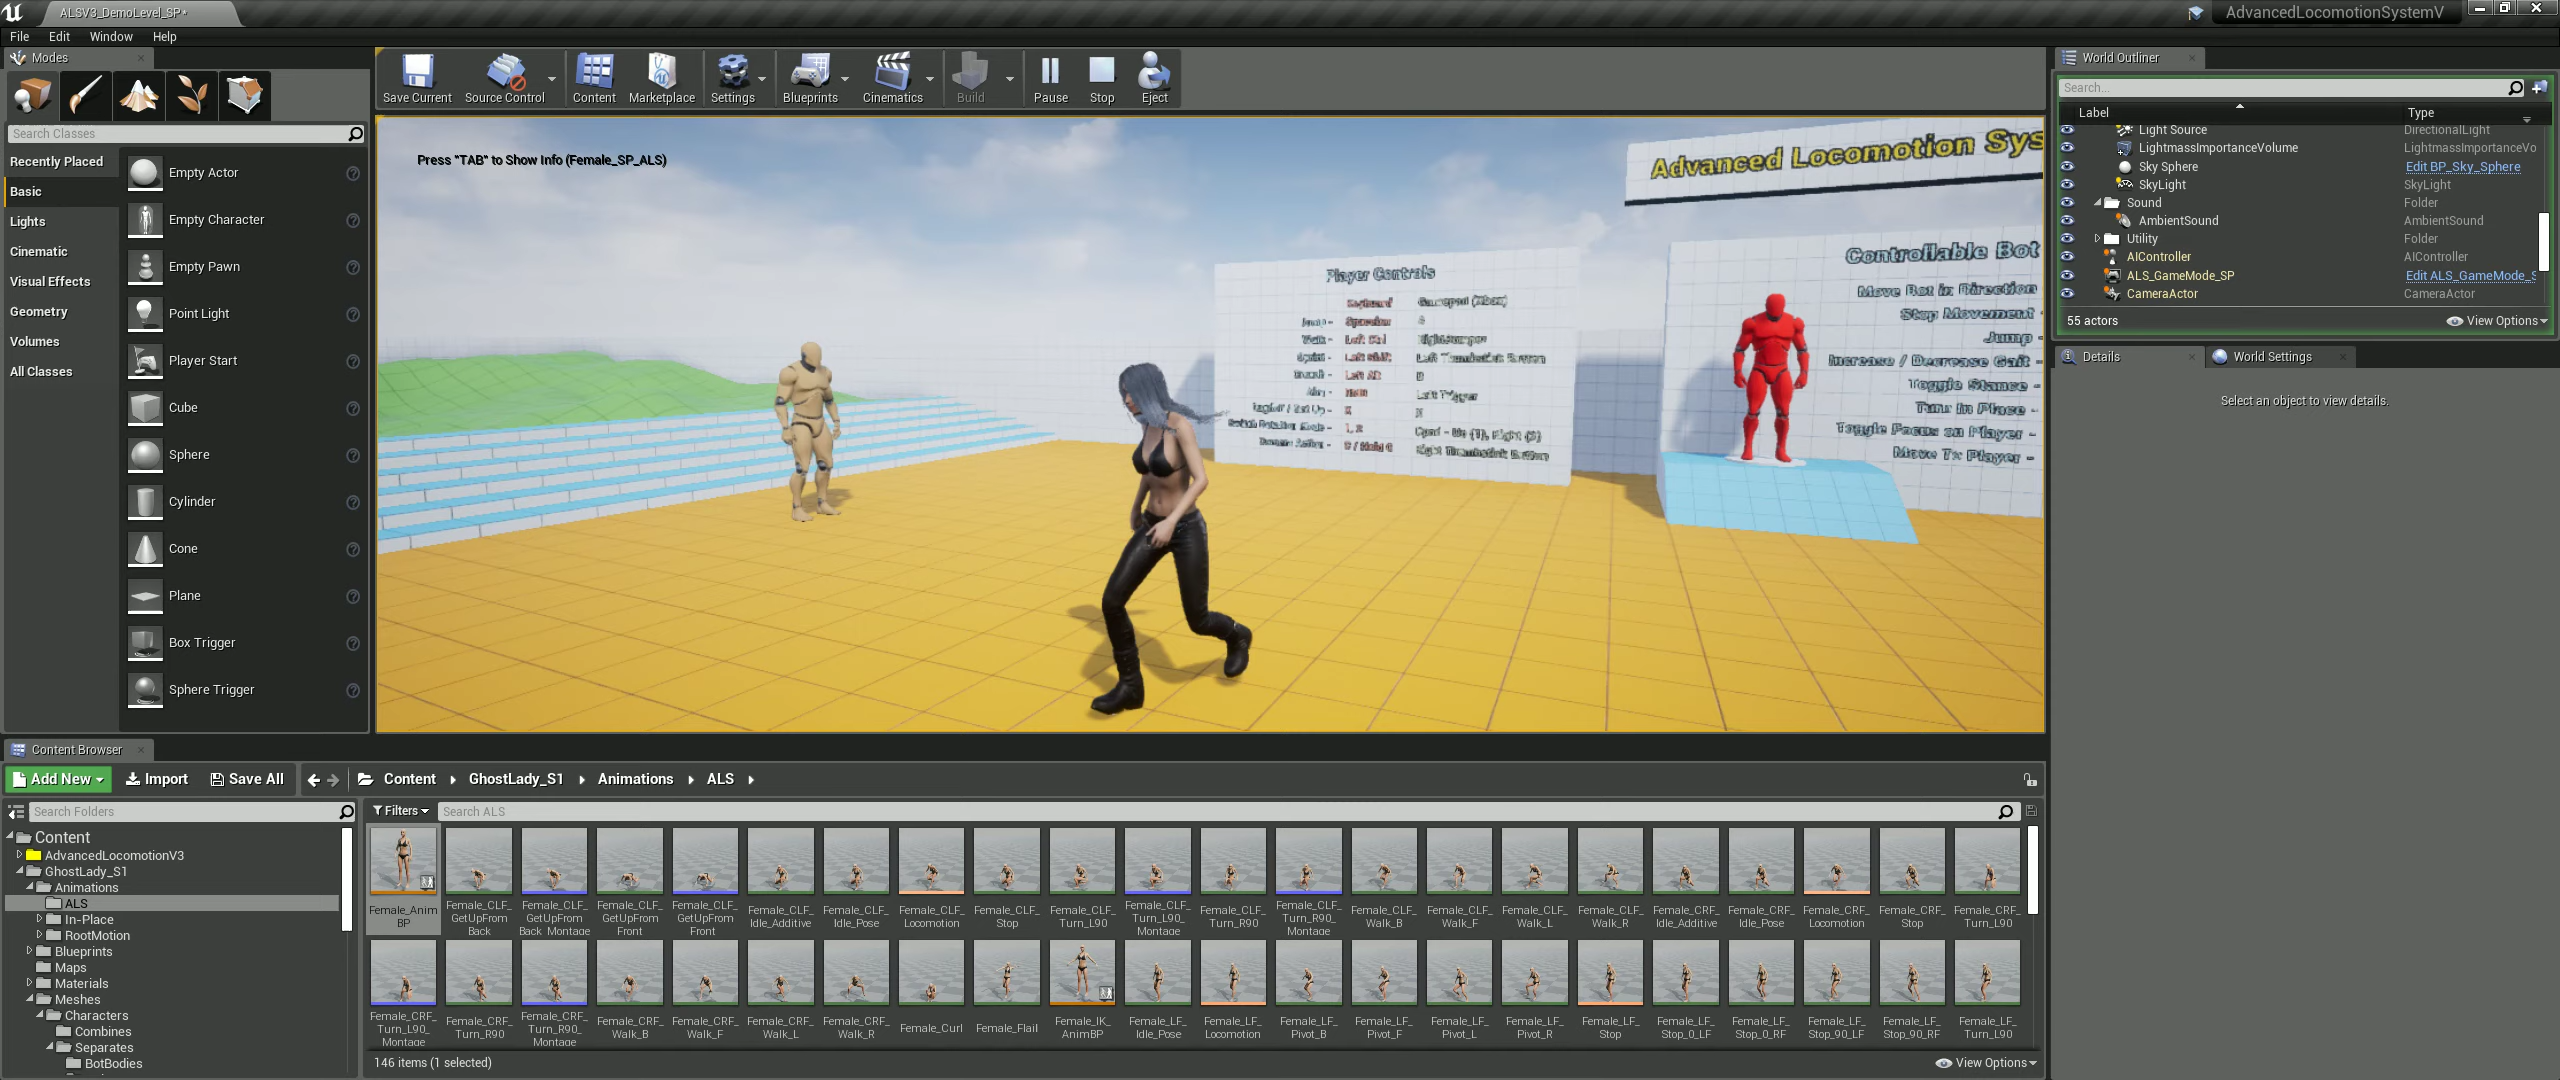 ALSV3_DemoLevel_SP*
AdvancedLocomotionSystemV
File Edit Window Help
Modes
Search Classes
Recently Placed
Basic
Lights
Cinematic
Visual Effects
Geometry
Volumes
All Classes
Empty Actor
Empty Character
Empty Pawn
Point Light
Player Start
Cube
Sphere
Cylinder
Cone
Plane
Box Trigger
Sphere Trigger
Save Current
Source Control
Content
Marketplace
Settings
Blueprints
Cinematics
Build
Pause
Stop
Eject
Press "TAB" to Show Info (Female_SP_ALS)
Advanced Locomotion Sys
Player Controls
Keyboard Gamepad (Xbox)
Controllable Bot
Move Bot in Direction
Stop Movement -
Jump -
Increase / Decrease Gait -
Toggle Stance -
Turn in Place -
Toggle Focus on Player -
Move To Player -
World Outliner
Search...
Label Type
Light Source DirectionalLight
LightmassImportanceVolume LightmassImportanceVo
Sky Sphere Edit BP_Sky_Sphere
SkyLight SkyLight
Sound Folder
AmbientSound AmbientSound
Utility Folder
AIController AIController
ALS_GameMode_SP Edit ALS_GameMode_S
CameraActor CameraActor
55 actors View Options
Details
World Settings
Select an object to view details.
Content Browser
Add New Import Save All Content GhostLady_S1 Animations ALS
Search Folders
Content
AdvancedLocomotionV3
GhostLady_S1
Animations
ALS
In-Place
RootMotion
Blueprints
Maps
Materials
Meshes
Characters
Combines
Separates
BotBodies
Filters Search ALS
Female_Anim BP
Female_CLF_ GetUpFrom Back
Female_CLF_ GetUpFrom Back_Montage
Female_CLF_ GetUpFrom Front
Female_CLF_ GetUpFrom Front
Female_CLF_ Idle_Additive
Female_CLF_ Idle_Pose
Female_CLF_ Locomotion
Female_CLF_ Stop
Female_CLF_ Turn_L90
Female_CLF_ Turn_L90_ Montage
Female_CLF_ Turn_R90
Female_CLF_ Turn_R90_ Montage
Female_CLF_ Walk_B
Female_CLF_ Walk_F
Female_CLF_ Walk_L
Female_CLF_ Walk_R
Female_CRF_ Idle_Additive
Female_CRF_ Idle_Pose
Female_CRF_ Locomotion
Female_CRF_ Stop
Female_CRF_ Turn_L90
Female_CRF_ Turn_L90_ Montage
Female_CRF_ Turn_R90
Female_CRF_ Turn_R90_ Montage
Female_CRF_ Walk_B
Female_CRF_ Walk_F
Female_CRF_ Walk_L
Female_CRF_ Walk_R
Female_Curl
Female_Flail
Female_IK_ AnimBP
Female_LF_ Idle_Pose
Female_LF_ Locomotion
Female_LF_ Pivot_B
Female_LF_ Pivot_F
Female_LF_ Pivot_L
Female_LF_ Pivot_R
Female_LF_ Stop
Female_LF_ Stop_0_LF
Female_LF_ Stop_0_RF
Female_LF_ Stop_90_LF
Female_LF_ Stop_90_RF
Female_LF_ Turn_L90
146 items (1 selected)
View Options